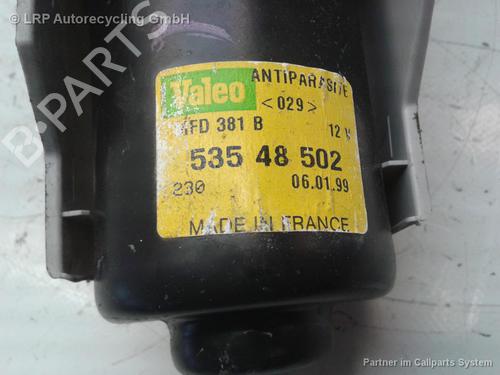 © LRP Autorecycling GmbH
Valeo
ANTIPARASITE
<029>
MFD 381 B 12 V
535 48 502
230 06.01.99
MADE IN FRANCE
Partner im Callparts System